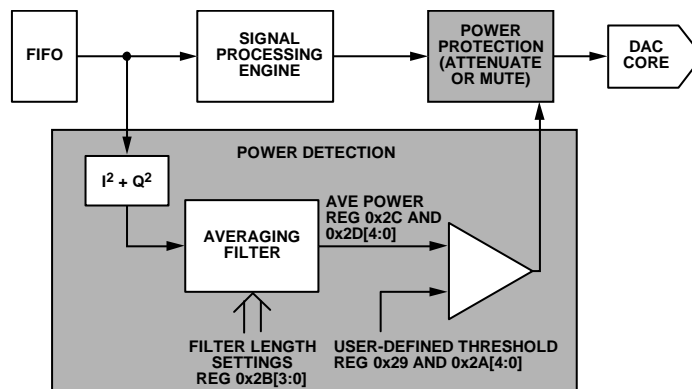 FIFO
SIGNAL
PROCESSING
ENGINE
POWER
PROTECTION
(ATTENUATE
OR MUTE)
DAC
CORE
POWER DETECTION
I² + Q²
AVERAGING
FILTER
AVE POWER
REG 0x2C AND
0x2D[4:0]
FILTER LENGTH
SETTINGS
REG 0x2B[3:0]
USER-DEFINED THRESHOLD
REG 0x29 AND 0x2A[4:0]